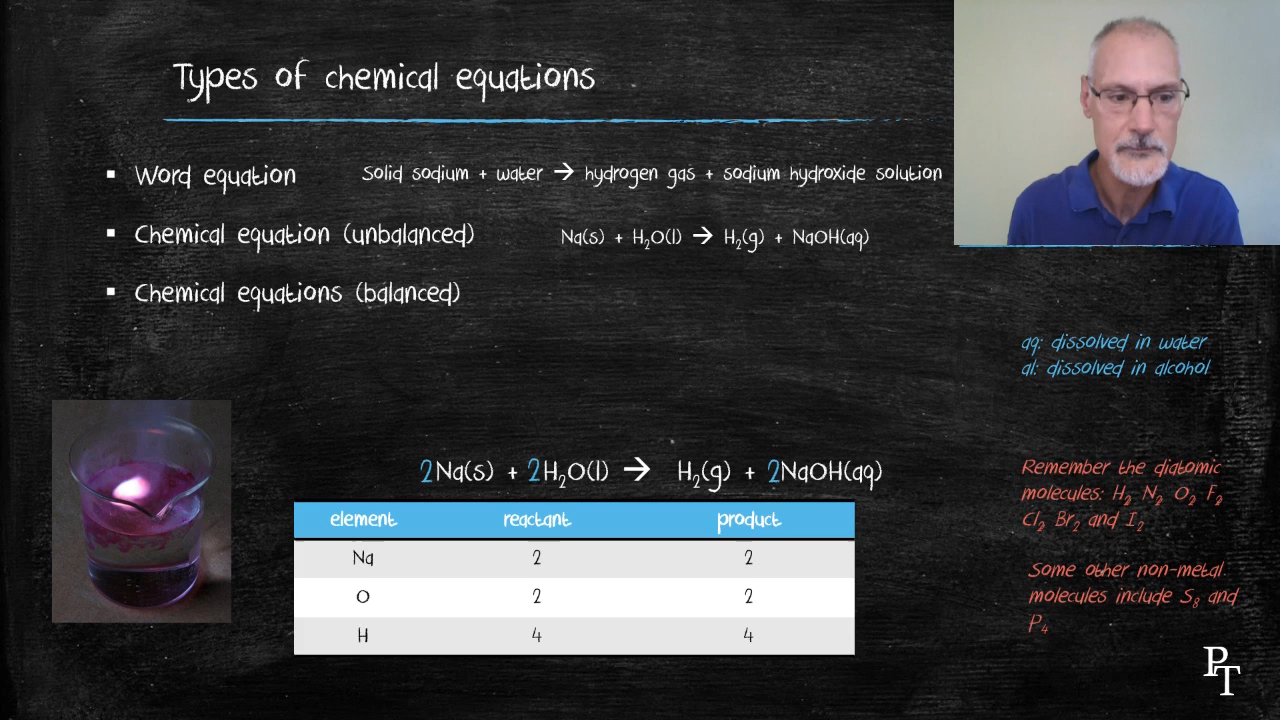 Types of chemical equations
▪ Word equation Solid sodium + water → hydrogen gas + sodium hydroxide solution
▪ Chemical equation (unbalanced) Na(s) + H₂O(l) → H₂(g) + NaOH(aq)
▪ Chemical equations (balanced)
aq: dissolved in water
al: dissolved in alcohol
2Na(s) + 2H₂O(l) → H₂(g) + 2NaOH(aq)
element reactant product
Na 2 2
O 2 2
H 4 4
Remember the diatomic
molecules: H₂ N₂ O₂ F₂
Cl₂ Br₂ and I₂
Some other non-metal
molecules include S₈ and
P₄
PT